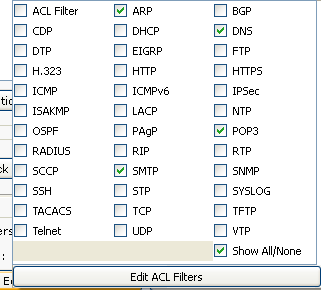 ACL Filter ARP BGP
CDP DHCP DNS
DTP EIGRP FTP
H.323 HTTP HTTPS
ICMP ICMPv6 IPSec
ISAKMP LACP NTP
OSPF PAgP POP3
RADIUS RIP RTP
SCCP SMTP SNMP
SSH STP SYSLOG
TACACS TCP TFTP
Telnet UDP VTP
Show All/None
Edit ACL Filters